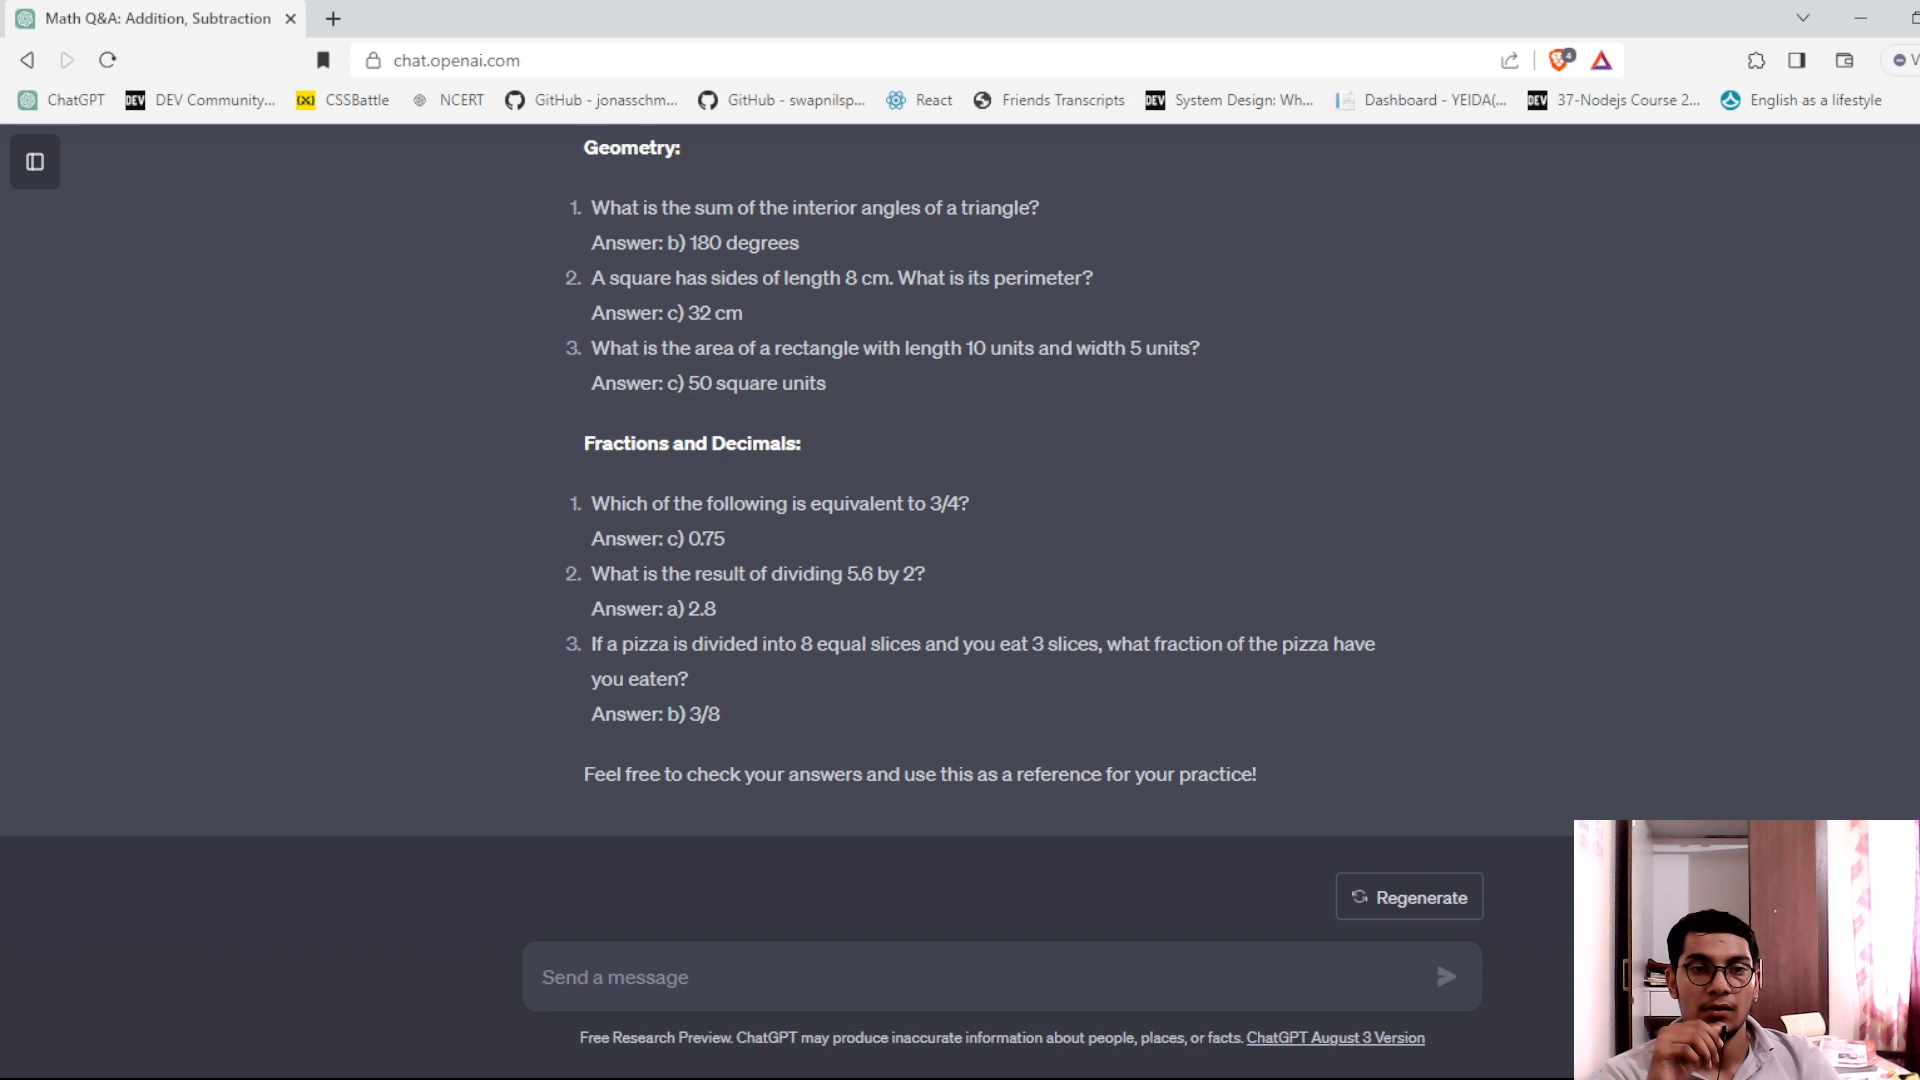 Math Q&A: Addition, Subtraction
chat.openai.com
4
V
ChatGPT
DEV Community...
CSSBattle
NCERT
GitHub - jonasschm...
GitHub - swapnilsp...
React
Friends Transcripts
System Design: Wh...
Dashboard - YEIDA(...
37-Nodejs Course 2...
English as a lifestyle
Geometry:
1. What is the sum of the interior angles of a triangle?
Answer: b) 180 degrees
2. A square has sides of length 8 cm. What is its perimeter?
Answer: c) 32 cm
3. What is the area of a rectangle with length 10 units and width 5 units?
Answer: c) 50 square units
Fractions and Decimals:
1. Which of the following is equivalent to 3/4?
Answer: c) 0.75
2. What is the result of dividing 5.6 by 2?
Answer: a) 2.8
3. If a pizza is divided into 8 equal slices and you eat 3 slices, what fraction of the pizza have
you eaten?
Answer: b) 3/8
Feel free to check your answers and use this as a reference for your practice!
Regenerate
Send a message
Free Research Preview. ChatGPT may produce inaccurate information about people, places, or facts. ChatGPT August 3 Version